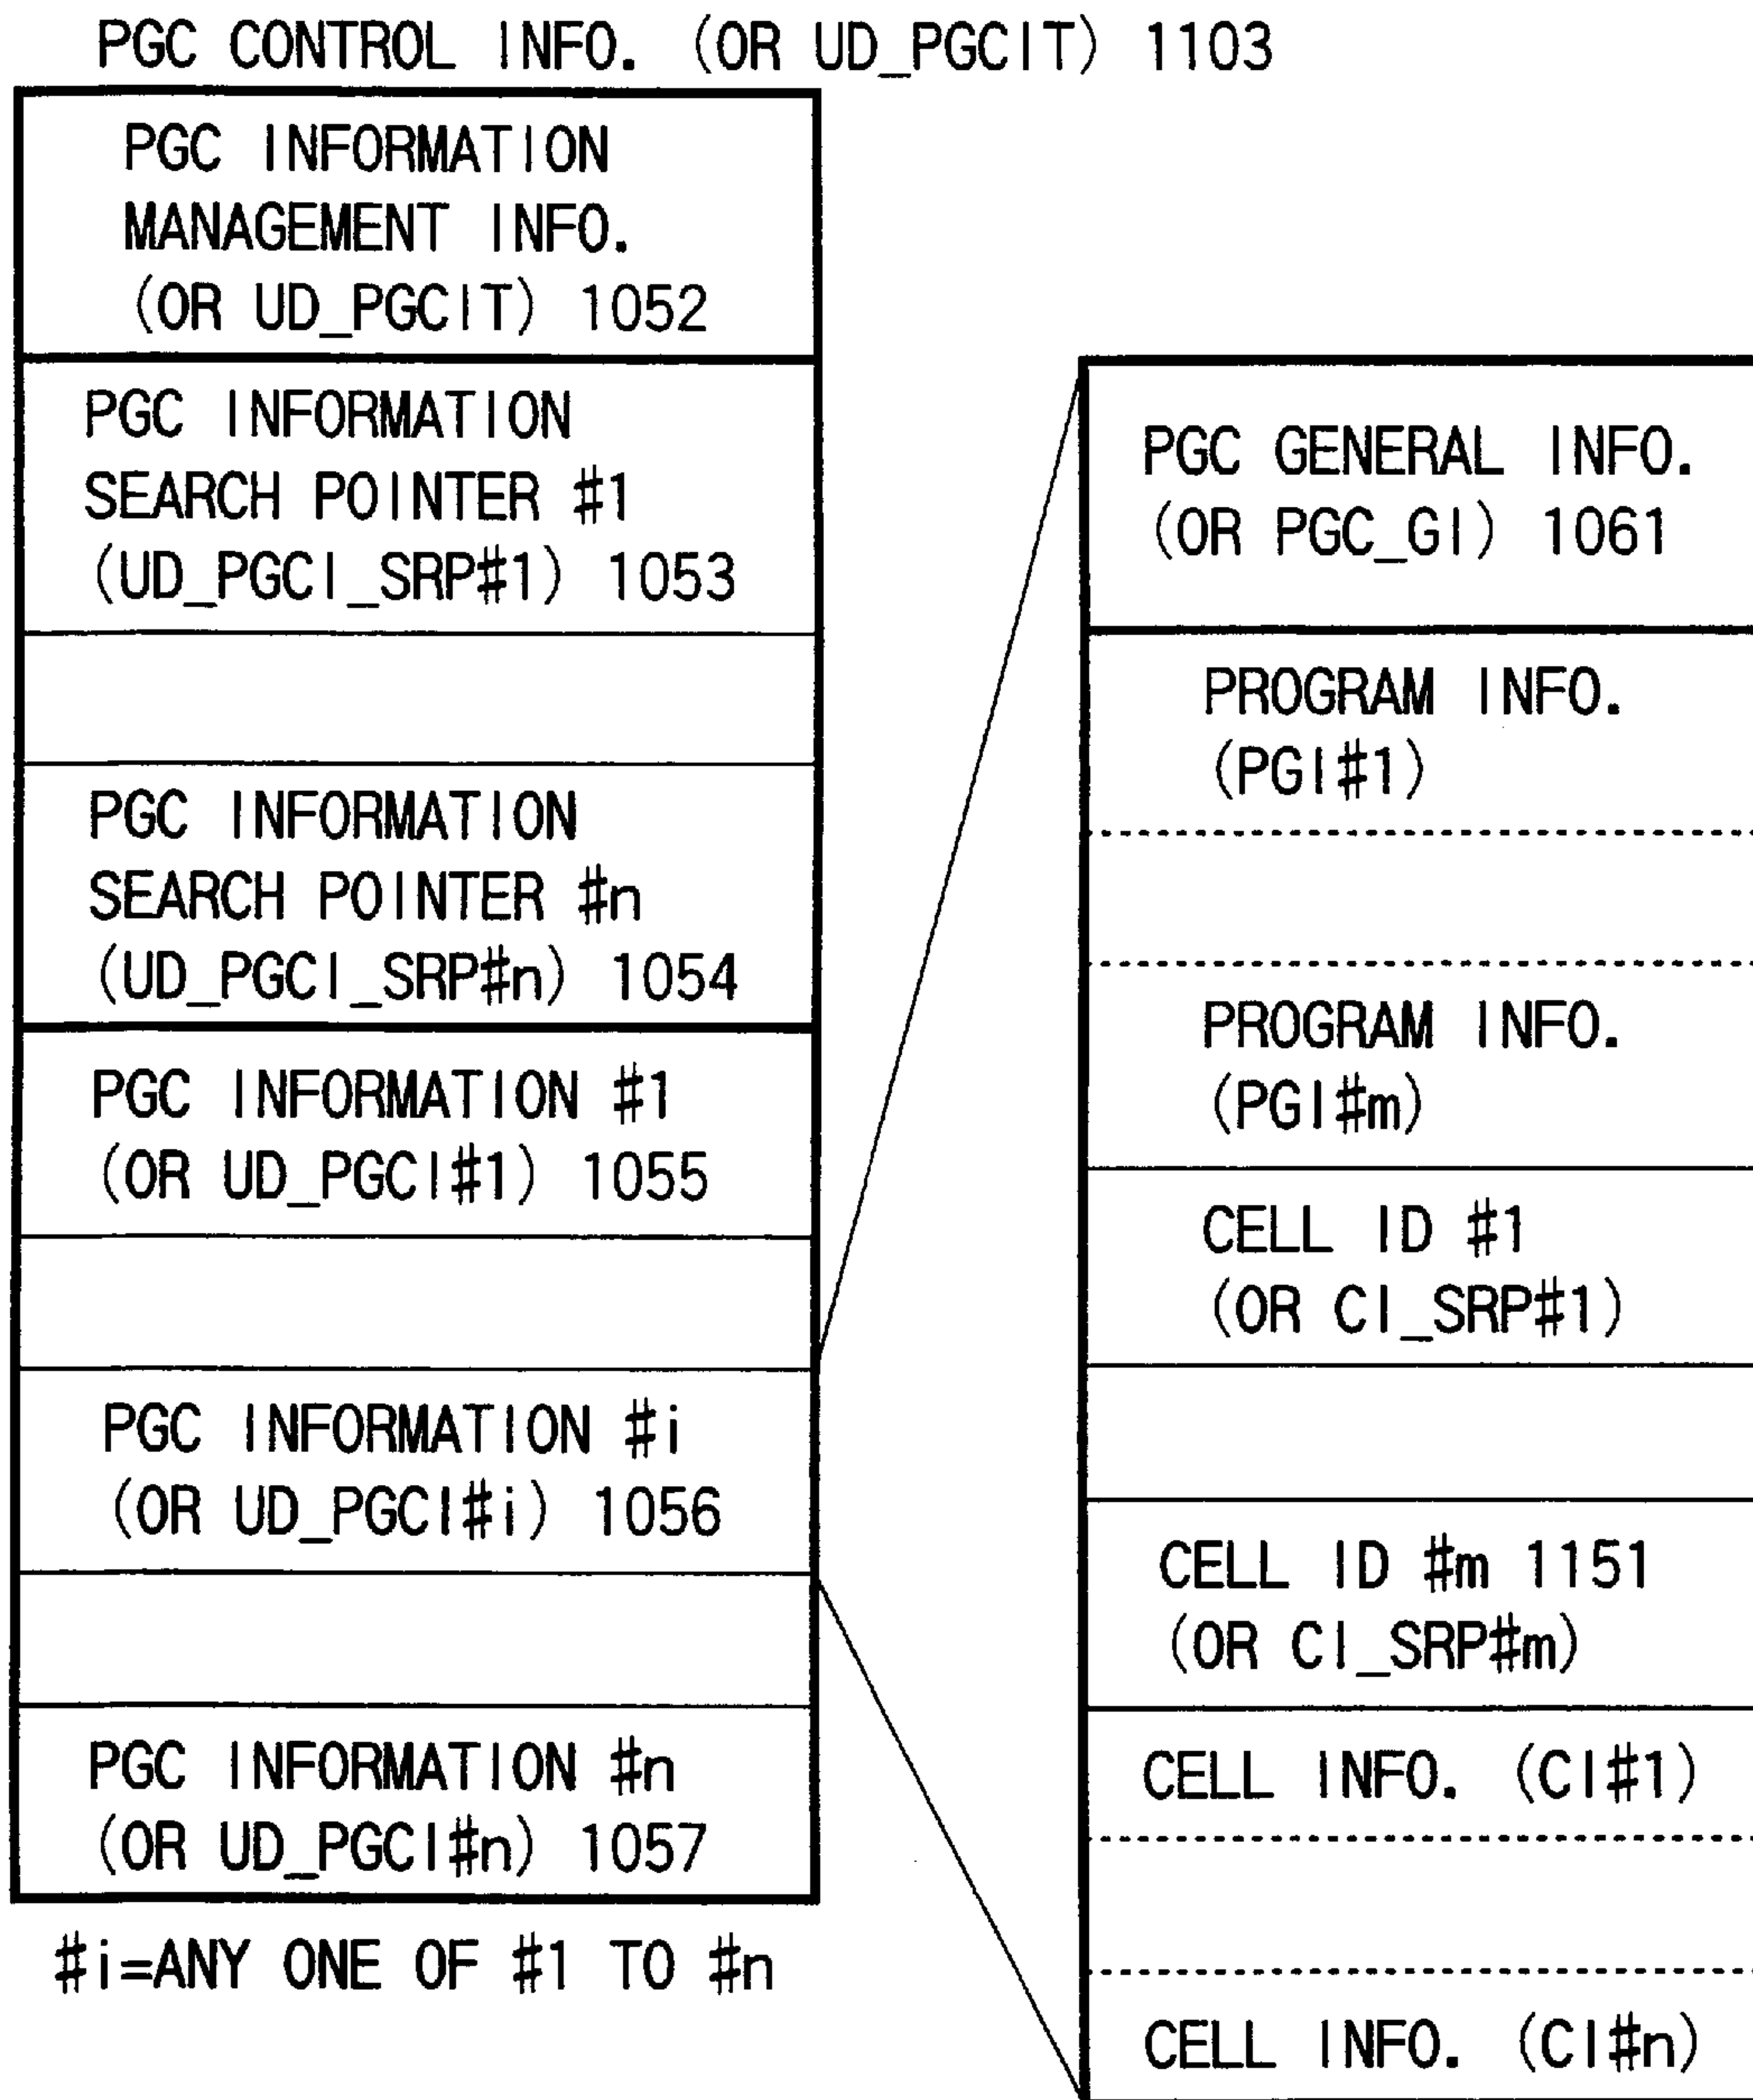 PGC CONTROL INFO. (OR UD_PGCIT) 1103
PGC INFORMATION
MANAGEMENT INFO.
(OR UD_PGCIT) 1052
PGC INFORMATION
SEARCH POINTER #1
(UD_PGCI_SRP#1) 1053
PGC INFORMATION
SEARCH POINTER #n
(UD_PGCI_SRP#n) 1054
PGC INFORMATION #1
(OR UD_PGCI#1) 1055
PGC INFORMATION #i
(OR UD_PGCI#i) 1056
PGC INFORMATION #n
(OR UD_PGCI#n) 1057
#i=ANY ONE OF #1 TO #n
PGC GENERAL INFO.
(OR PGC_GI) 1061
PROGRAM INFO.
(PGI#1)
PROGRAM INFO.
(PGI#m)
CELL ID #1
(OR CI_SRP#1)
CELL ID #m 1151
(OR CI_SRP#m)
CELL INFO. (CI#1)
CELL INFO. (CI#n)